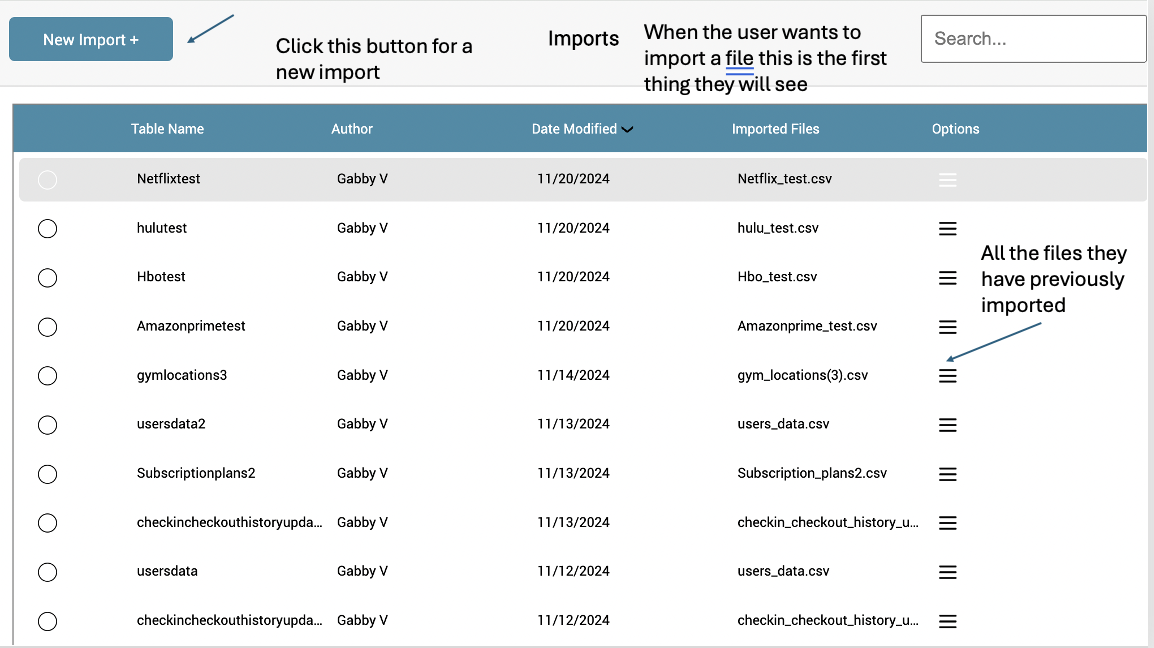 New Import +
Click this button for a
new import
Imports
When the user wants to
import a file this is the first
thing they will see
Search...
Table Name Author Date Modified Imported Files Options
Netflixtest Gabby V 11/20/2024 Netflix_test.csv
hulutest Gabby V 11/20/2024 hulu_test.csv
Hbotest Gabby V 11/20/2024 Hbo_test.csv
All the files they
have previously
imported
Amazonprimetest Gabby V 11/20/2024 Amazonprime_test.csv
gymlocations3 Gabby V 11/14/2024 gym_locations(3).csv
usersdata2 Gabby V 11/13/2024 users_data.csv
Subscriptionplans2 Gabby V 11/13/2024 Subscription_plans2.csv
checkincheckouthistoryupda... Gabby V 11/13/2024 checkin_checkout_history_u...
usersdata Gabby V 11/12/2024 users_data.csv
checkincheckouthistoryupda... Gabby V 11/12/2024 checkin_checkout_history_u...